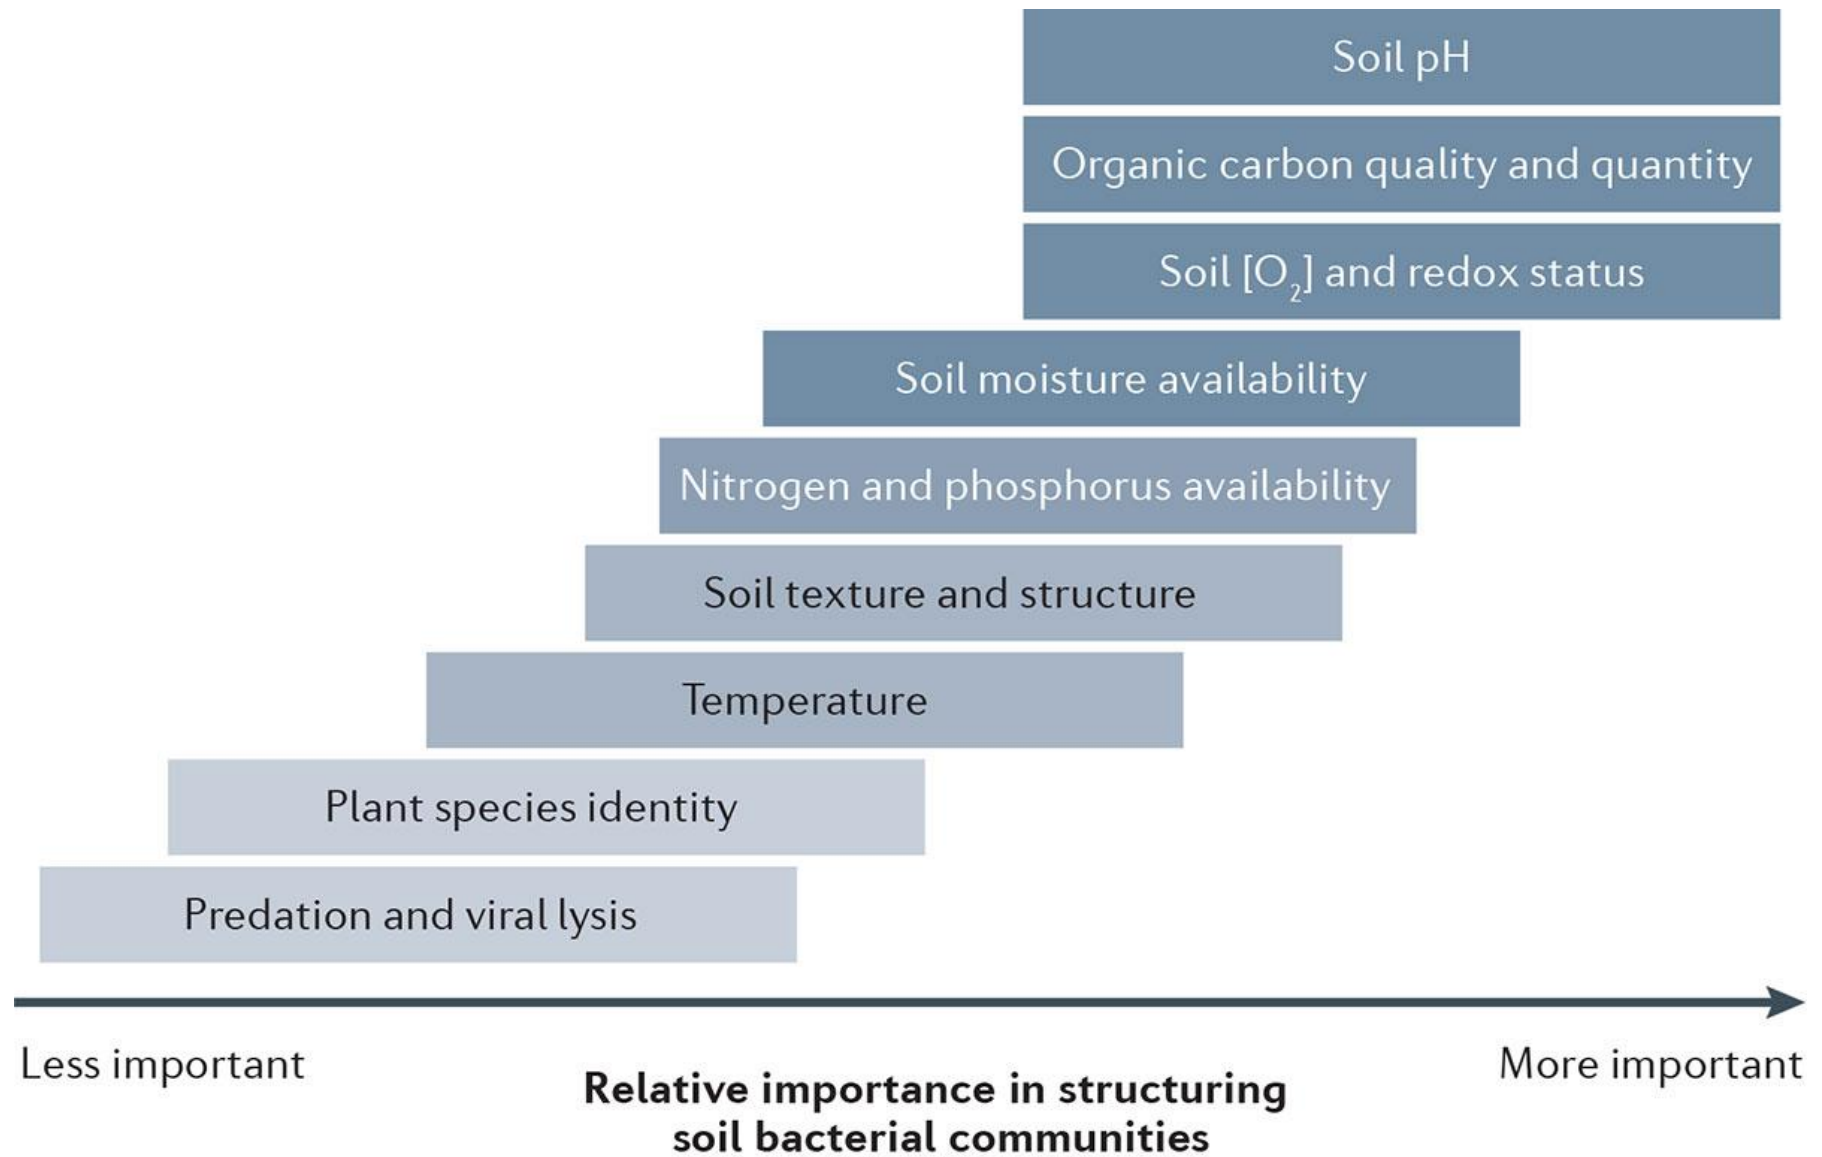 Soil pH
Organic carbon quality and quantity
Soil [O₂] and redox status
Soil moisture availability
Nitrogen and phosphorus availability
Soil texture and structure
Temperature
Plant species identity
Predation and viral lysis
Less important
More important
Relative importance in structuring
soil bacterial communities